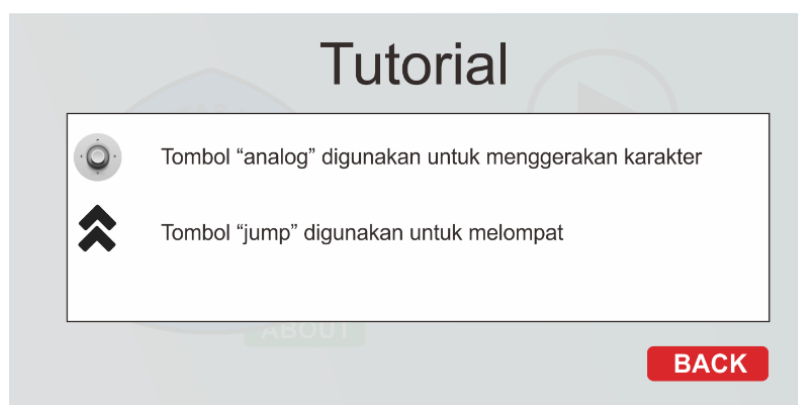 Tutorial
Tombol “analog” digunakan untuk menggerakan karakter
Tombol “jump” digunakan untuk melompat
ABOUT
BACK